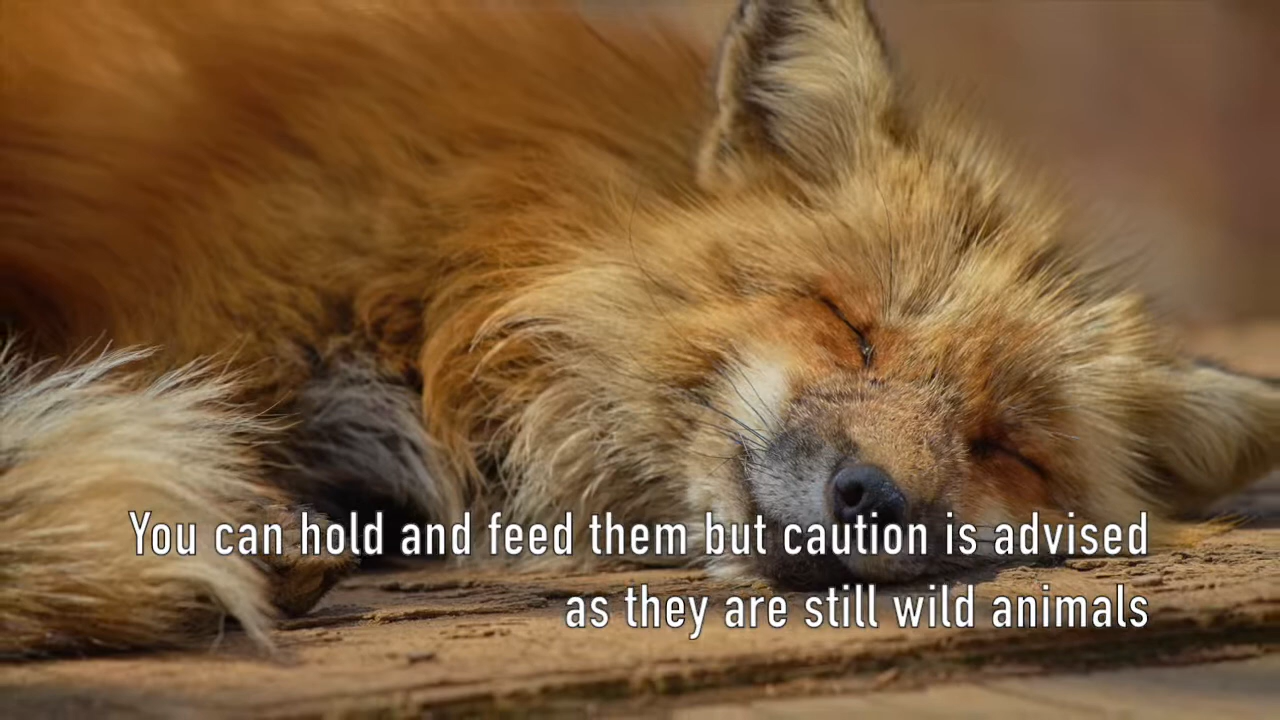 You can hold and feed them but caution is advised
as they are still wild animals